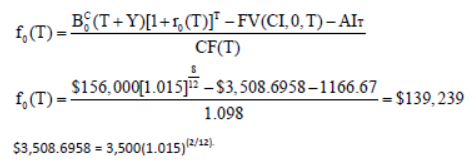 f₀(T) = B₀ᶜ(T+Y)[1+r₀(T)]ᵀ − FV(CI,0,T) − AIᴛ / CF(T)
f₀(T) = $156,000[1.015]^(8/12) − $3,508.6958 − 1166.67 / 1.098 = $139,239
$3,508.6958 = 3,500(1.015)^(2/12).